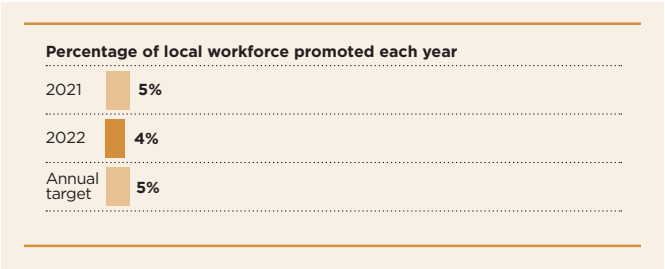 Percentage of local workforce promoted each year
2021 5%
2022 4%
Annual
target 5%